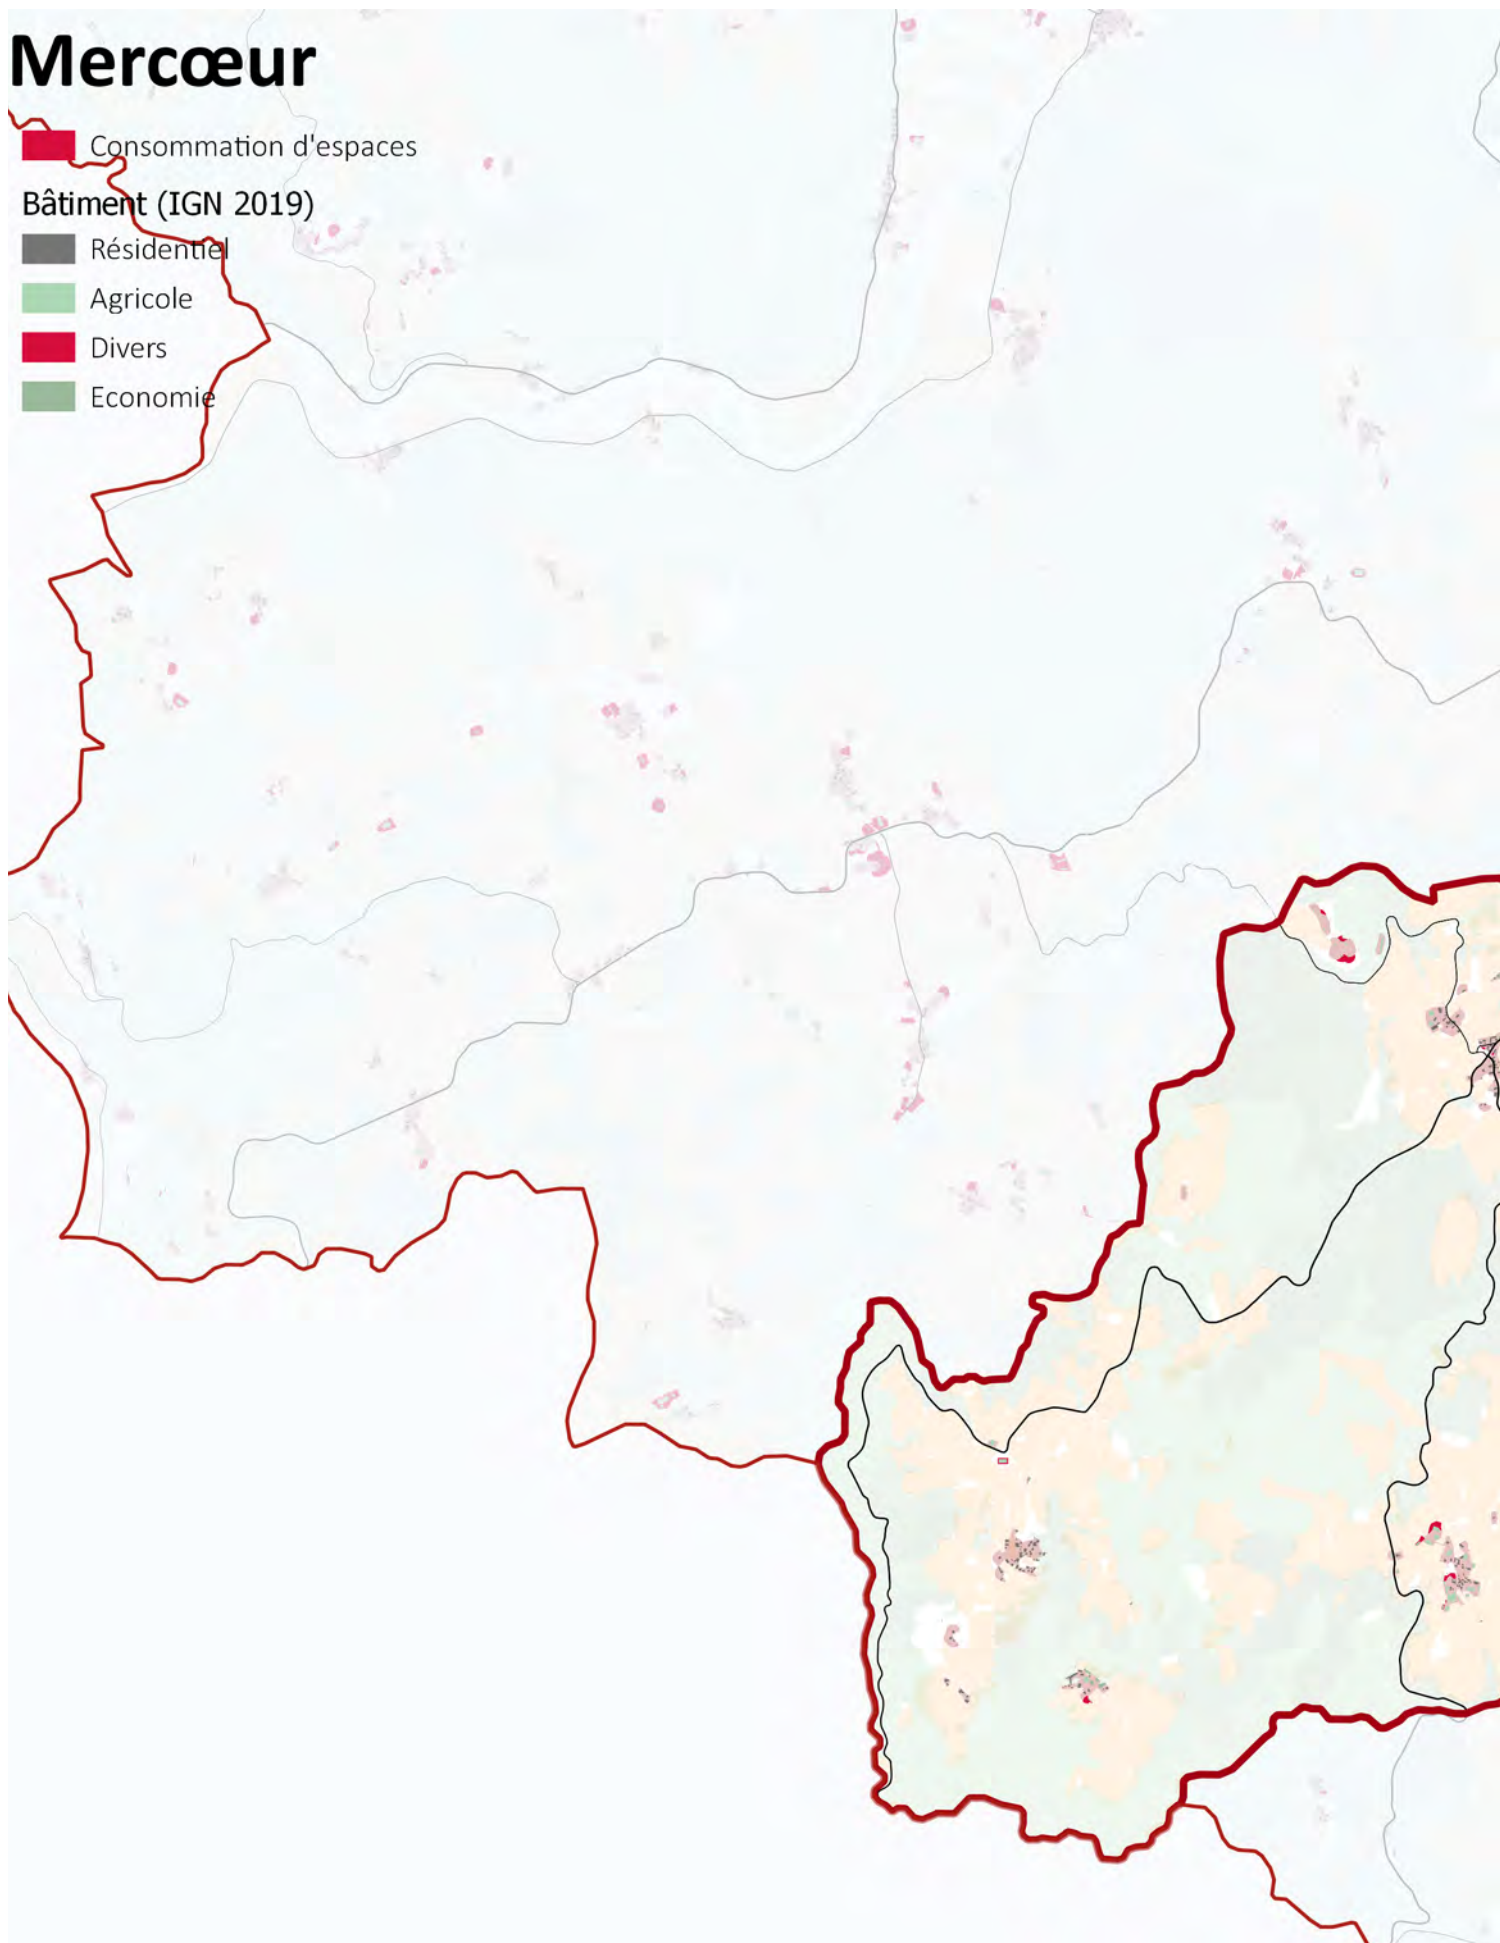 Mercœur
Consommation d'espaces
Bâtiment (IGN 2019)
Résidentiel
Agricole
Divers
Economie